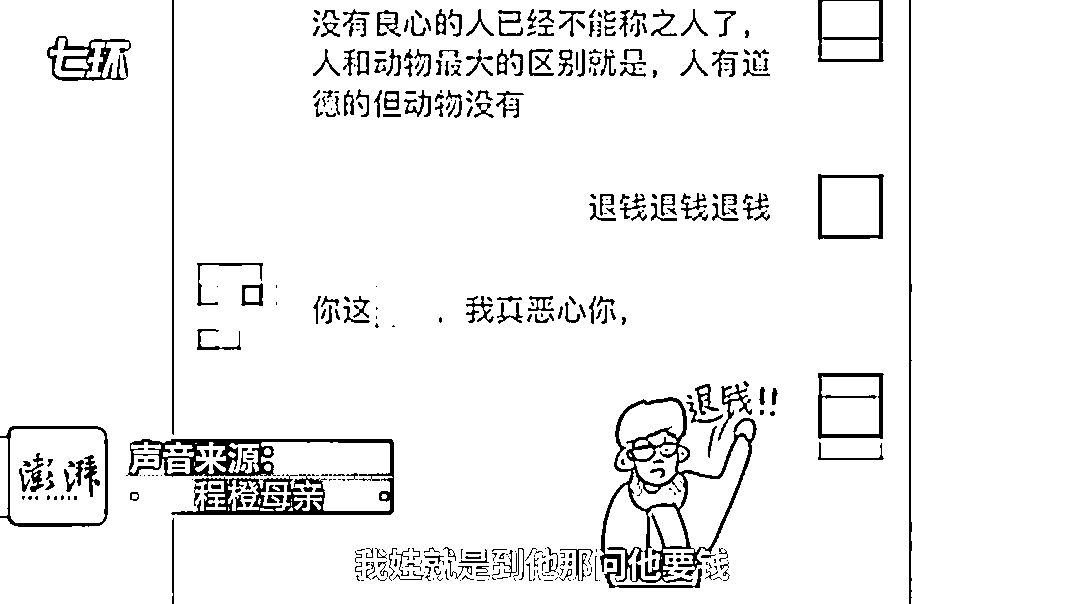 七环
没有良心的人已经不能称之人了，
人和动物最大的区别就是，人有道
德的但动物没有
退钱退钱退钱
你这
我真恶心你，
退钱!!
澎湃
THE PAPER
声音来源:
程橙母亲
我娃就是到他那问他要钱